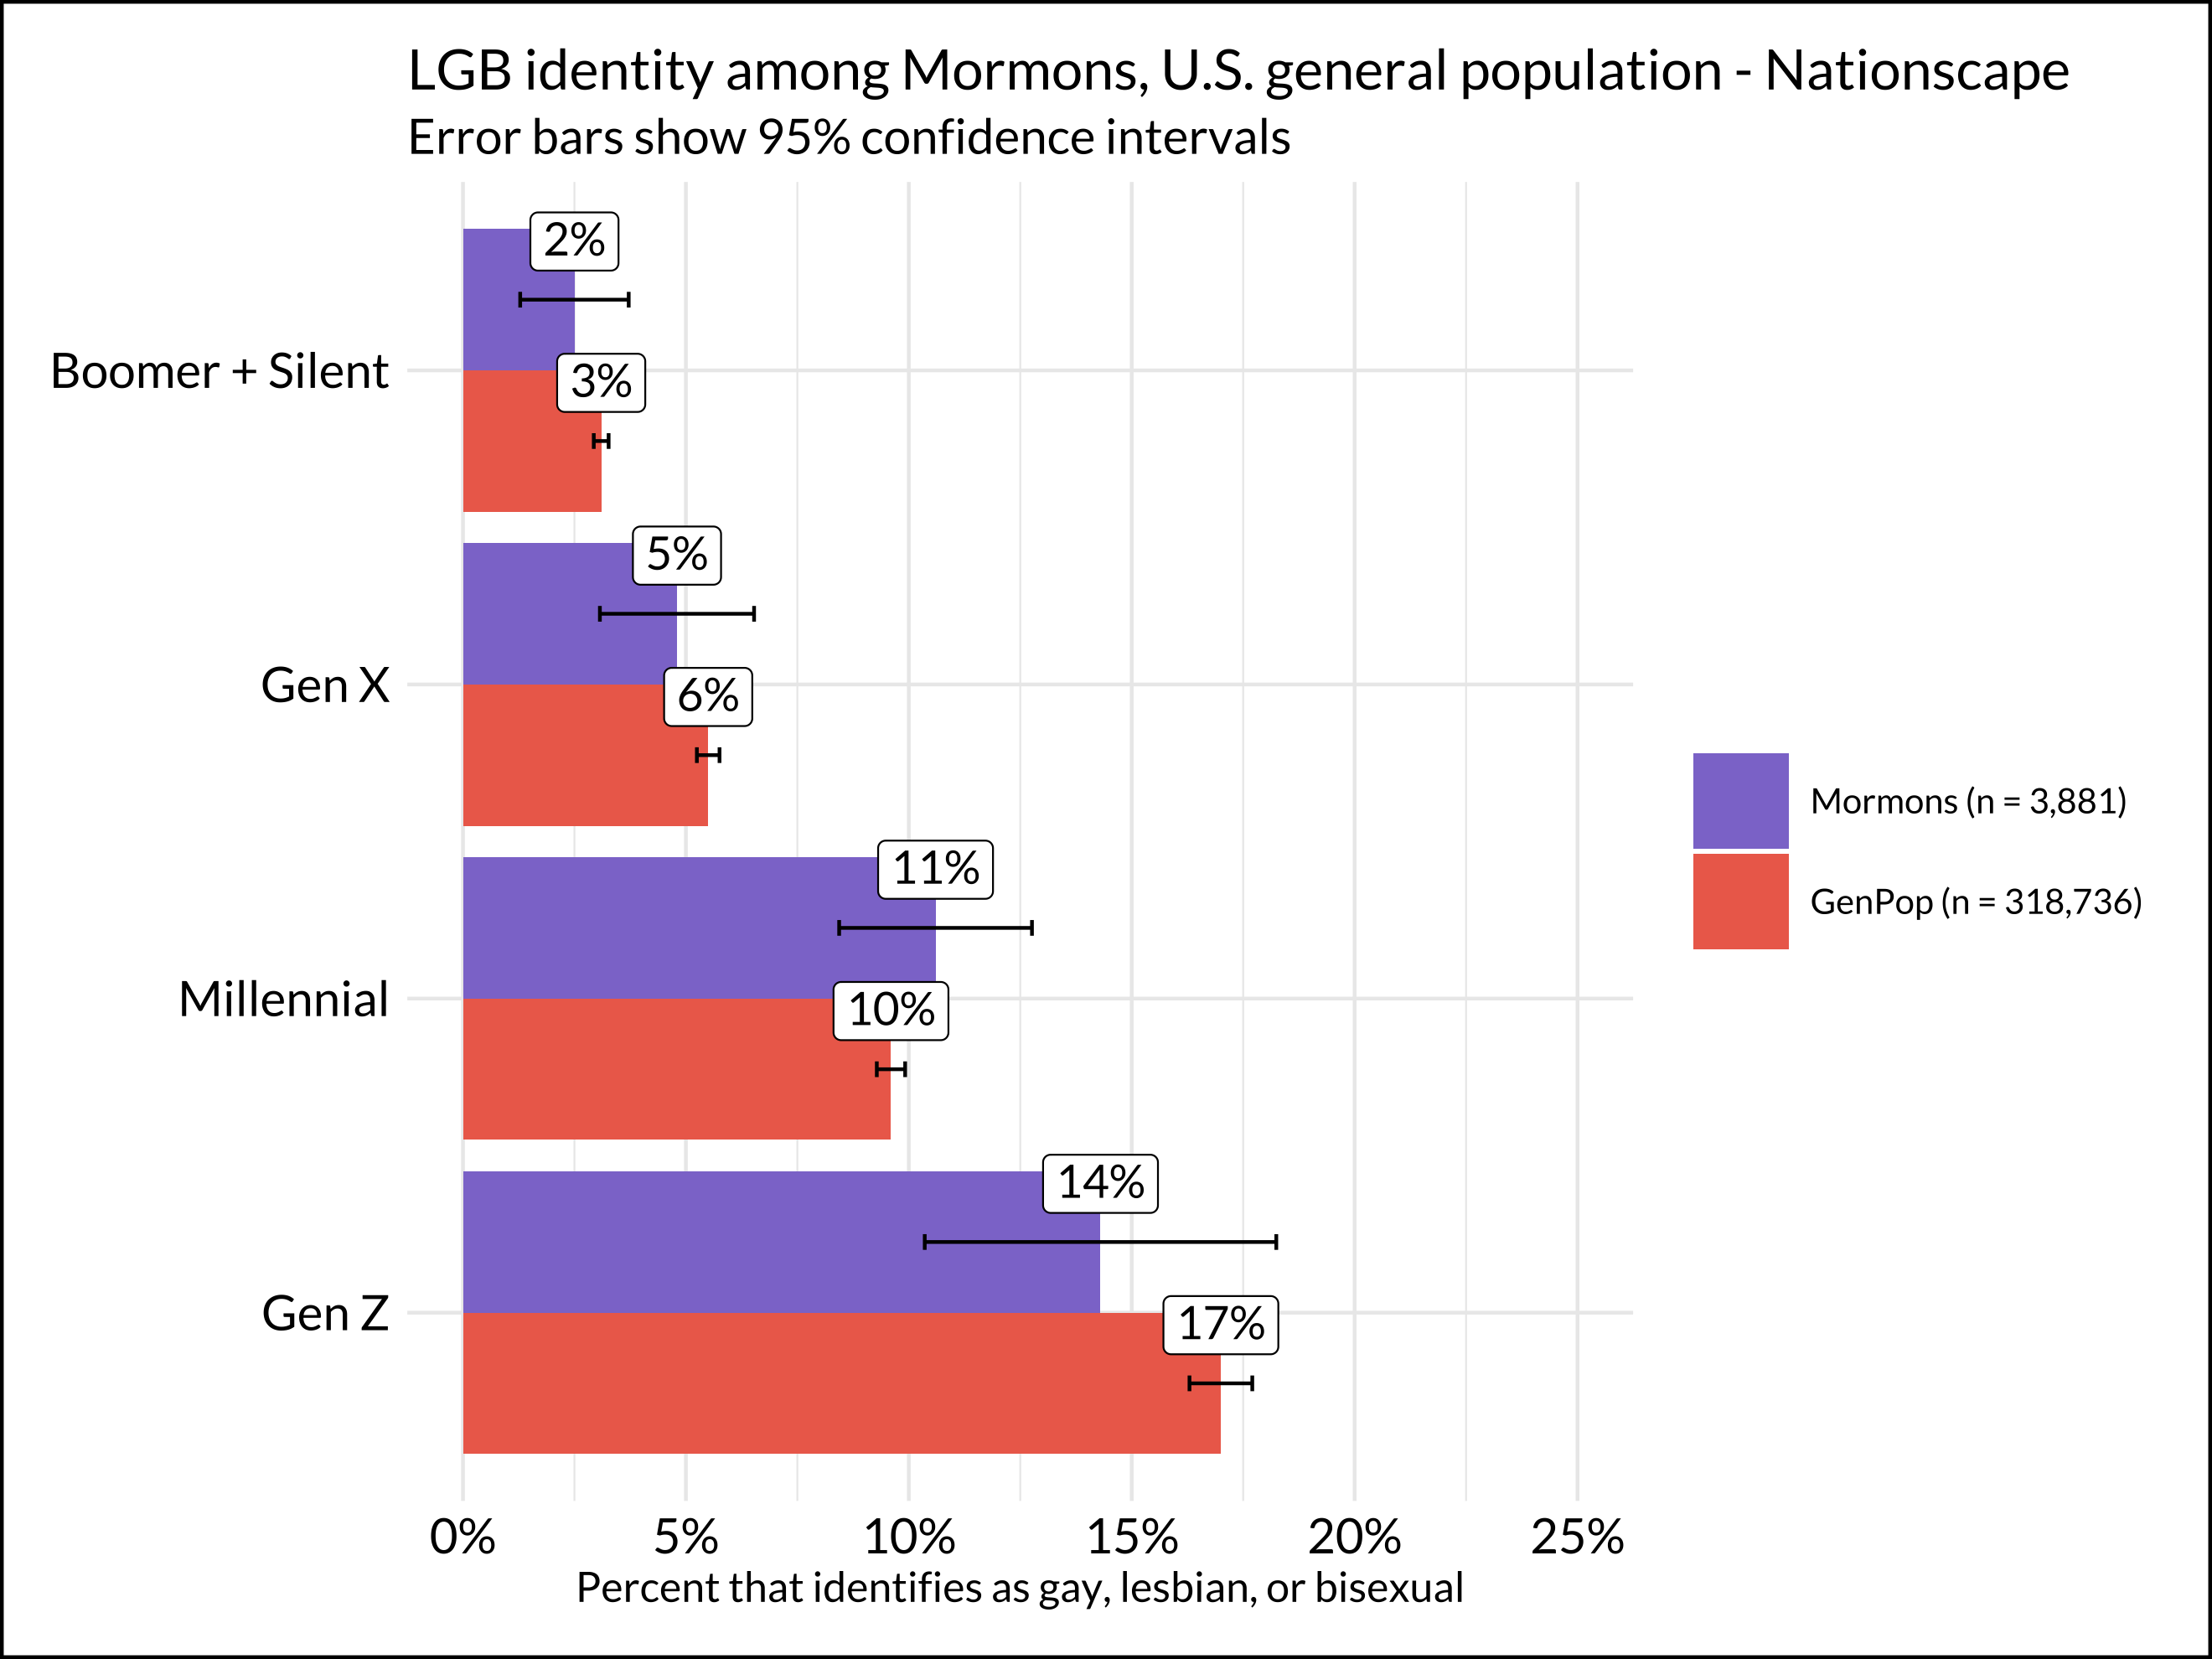 LGB identity among Mormons, U.S. general population - Nationscape
Error bars show 95% confidence intervals
2%
Boomer + Silent
3%
5%
Gen X
6%
Mormons (n = 3,881)
11%
GenPop (n = 318,736)
Millennial
10%
14%
Gen Z
17%
0% 5% 10% 15% 20% 25%
Percent that identifies as gay, lesbian, or bisexual